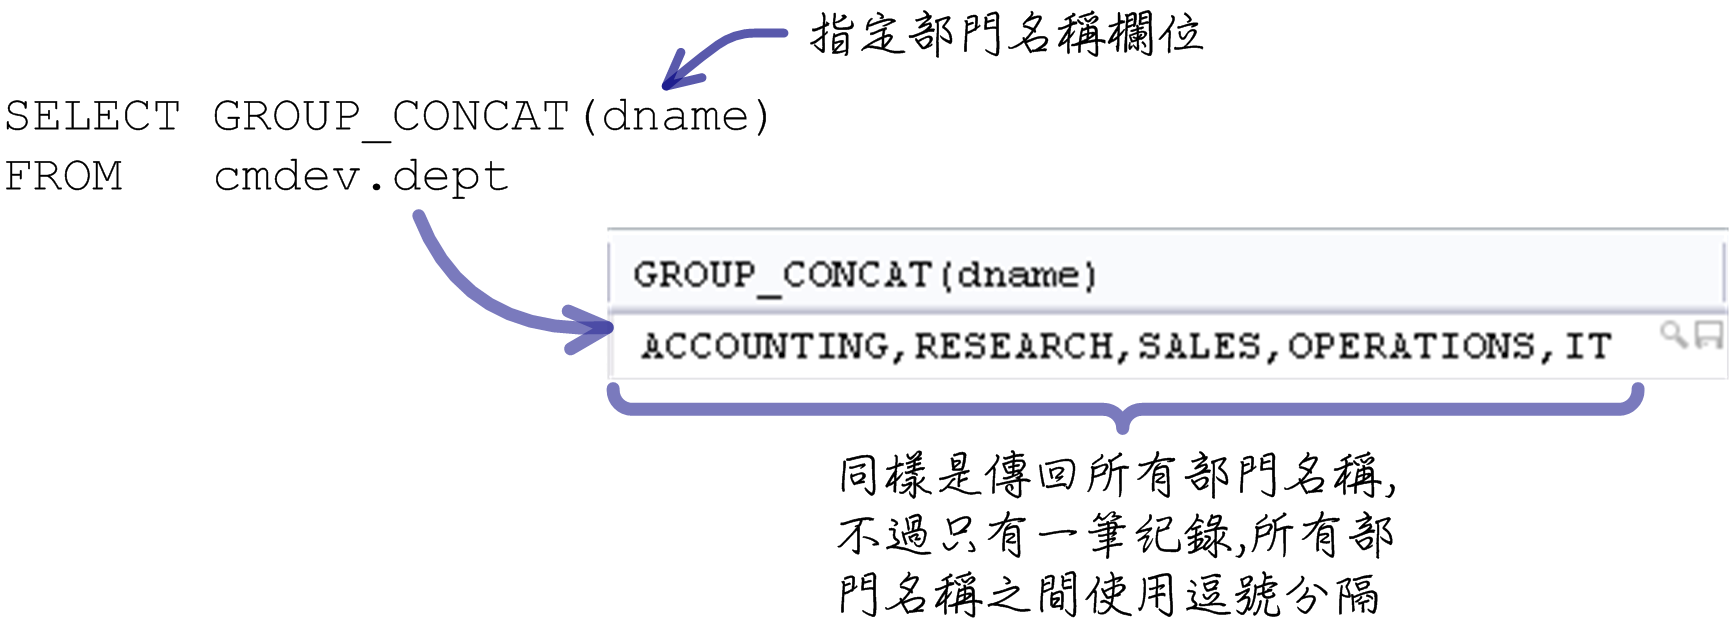 指定部門名稱欄位
SELECT GROUP_CONCAT(dname)
FROM   cmdev.dept
GROUP_CONCAT(dname)
ACCOUNTING,RESEARCH,SALES,OPERATIONS,IT
同樣是傳回所有部門名稱,
不過只有一筆紀錄,所有部
門名稱之間使用逗號分隔